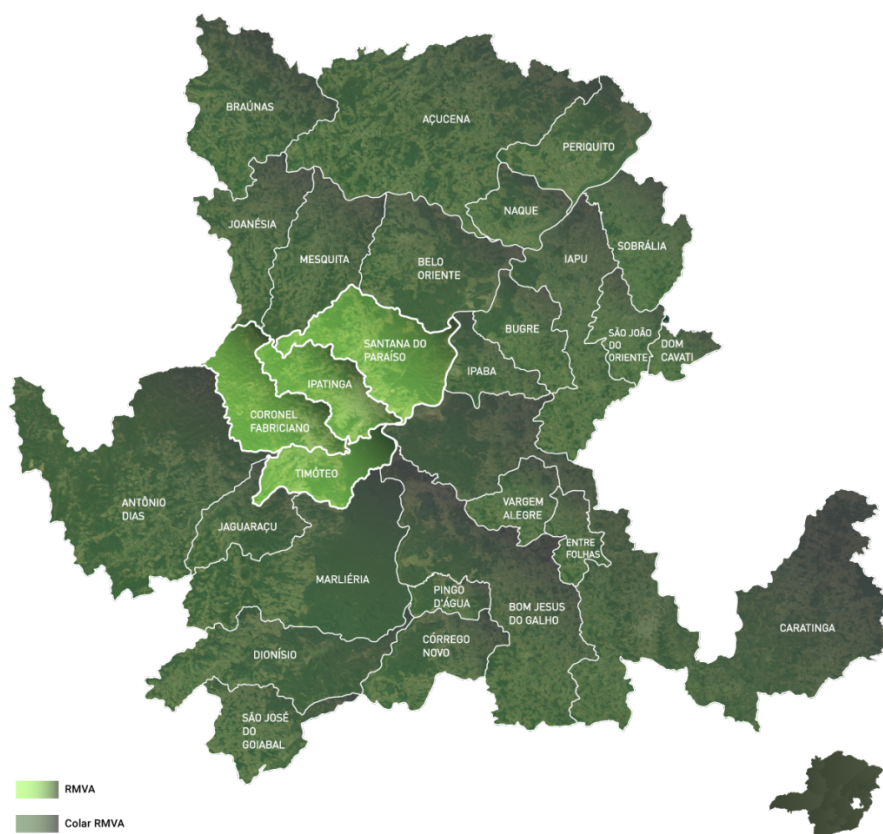 BRAÚNAS
AÇUCENA
PERIQUITO
NAQUE
JOANÉSIA
SOBRÁLIA
MESQUITA
BELO
ORIENTE
IAPU
BUGRE
SANTANA DO
PARAÍSO
SÃO JOÃO
DO
ORIENTE
DOM
CAVATI
IPABA
IPATINGA
CORONEL
FABRICIANO
TIMÓTEO
ANTÔNIO
DIAS
VARGEM
ALEGRE
JAGUARAÇU
ENTRE
FOLHAS
MARLIÉRIA
PINGO
D'ÁGUA
BOM JESUS
DO GALHO
CARATINGA
CÓRREGO
NOVO
DIONÍSIO
SÃO JOSÉ
DO
GOIABAL
RMVA
Colar RMVA